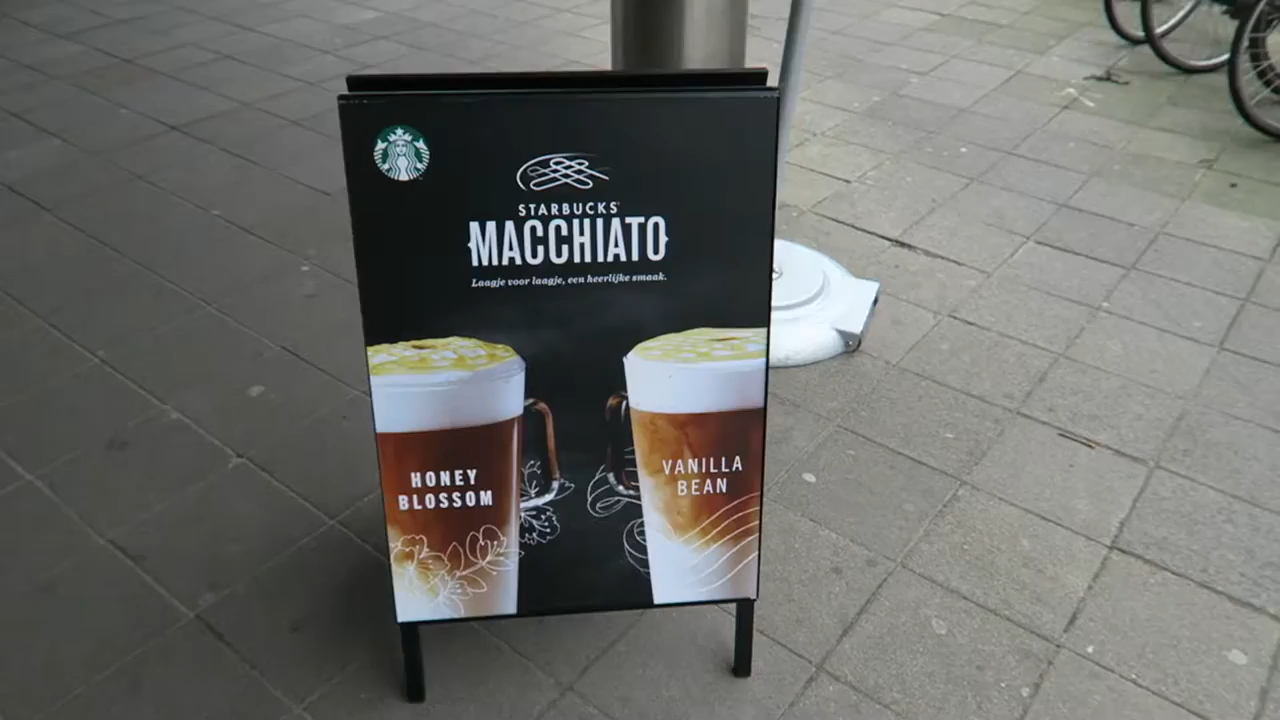 STARBUCKS
MACCHIATO
Laagje voor laagje, een heerlijke smaak.
HONEY
BLOSSOM
VANILLA
BEAN